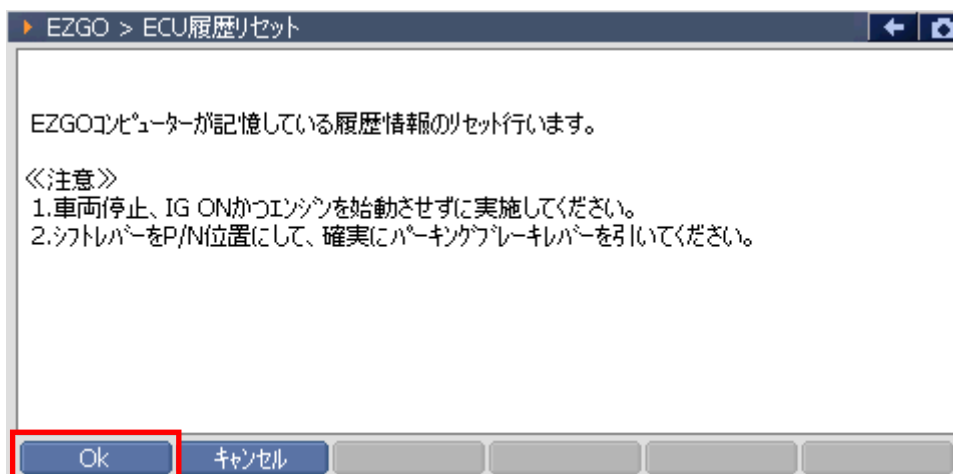 EZGO > ECU履歴リセット
EZGOｺﾝﾋﾟｭｰﾀｰが記憶している履歴情報のﾘｾｯﾄ行います。
≪注意≫
1.車両停止、IG ONかつｴﾝｼﾞﾝを始動させずに実施してください。
2.ｼﾌﾄﾚﾊﾞｰをP/N位置にして、確実にﾊﾟｰｷﾝｸﾞﾌﾞﾚｰｷﾚﾊﾞｰを引いてください。
Ok
ｷｬﾝｾﾙ